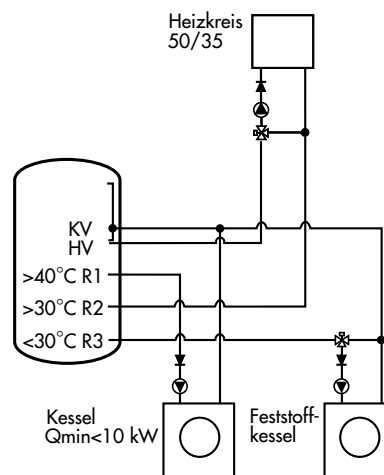 Heizkreis
50/35
KV
HV
>40°C R1
>30°C R2
<30°C R3
Kessel
Qmin<10 kW
Feststoff-
kessel